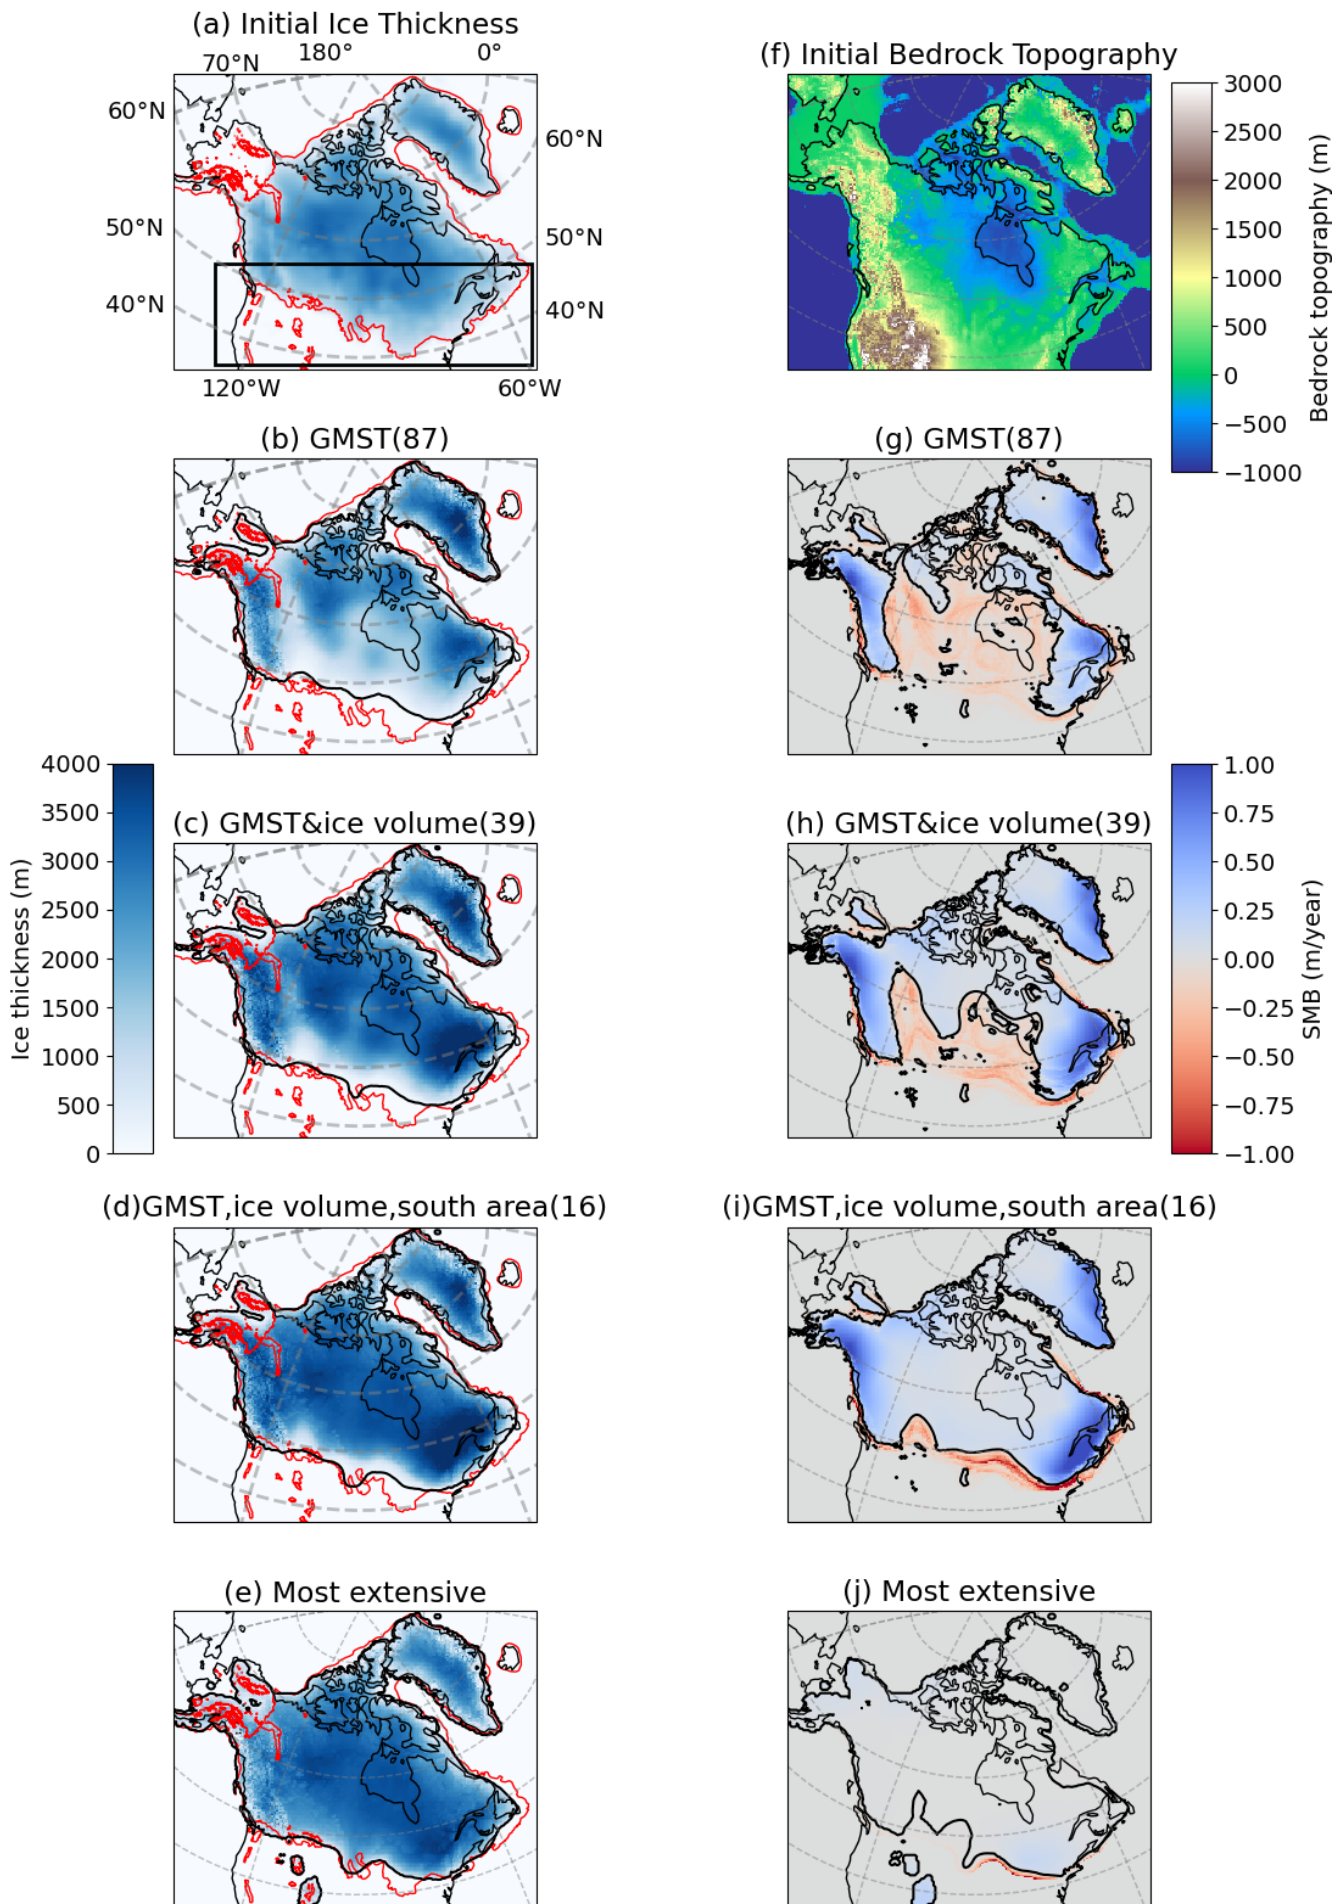 (a) Initial Ice Thickness
70°N
180°
0°
60°N
60°N
50°N
50°N
40°N
40°N
120°W
60°W
(f) Initial Bedrock Topography
3000
2500
2000
1500
1000
500
0
−500
−1000
Bedrock topography (m)
(b) GMST(87)
(g) GMST(87)
4000
3500
3000
2500
2000
1500
1000
500
0
Ice thickness (m)
(c) GMST&ice volume(39)
(h) GMST&ice volume(39)
1.00
0.75
0.50
0.25
0.00
−0.25
−0.50
−0.75
−1.00
SMB (m/year)
(d)GMST,ice volume,south area(16)
(i)GMST,ice volume,south area(16)
(e) Most extensive
(j) Most extensive